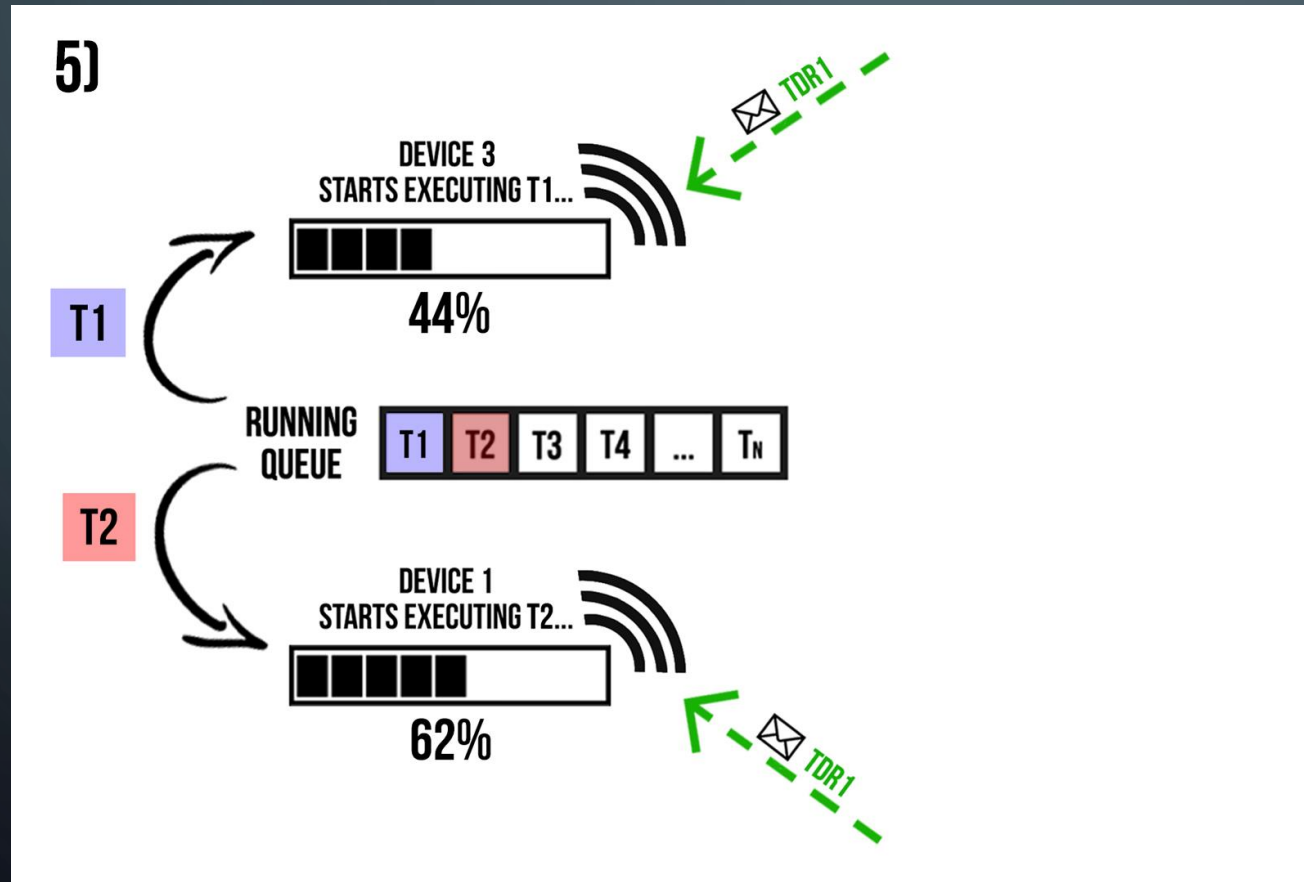 5)
TDR1
DEVICE 3
STARTS EXECUTING T1...
44%
T1
RUNNING
QUEUE
T1 T2 T3 T4 ... TN
T2
DEVICE 1
STARTS EXECUTING T2...
62%
TDR1